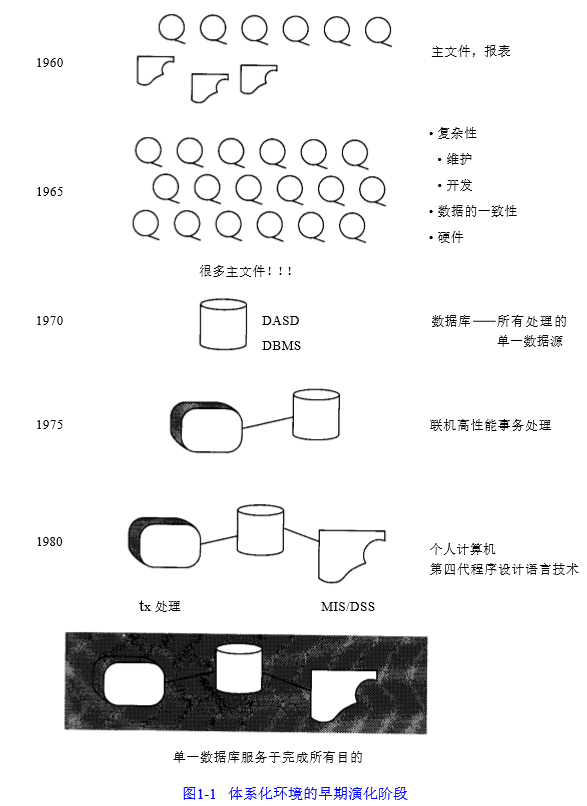 1960
主文件，报表
1965
• 复杂性
• 维护
• 开发
• 数据的一致性
• 硬件
很多主文件！！！
1970
DASD
DBMS
数据库——所有处理的
单一数据源
1975
联机高性能事务处理
1980
个人计算机
第四代程序设计语言技术
tx 处理
MIS/DSS
单一数据库服务于完成所有目的
图1-1 体系化环境的早期演化阶段